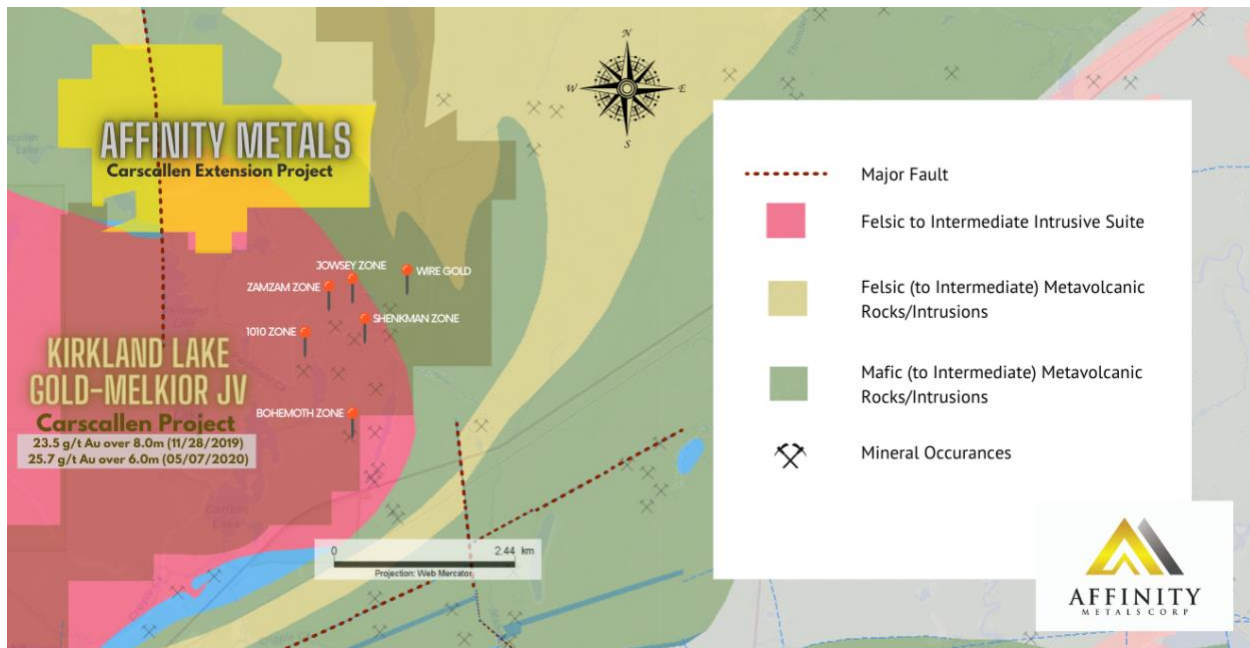 N
W
E
S
AFFINITY METALS
Carscallen Extension Project
JOWSEY ZONE
WIRE GOLD
ZAMZAM ZONE
SHENKMAN ZONE
1010 ZONE
KIRKLAND LAKE
GOLD-MELKIOR JV
Carscallen Project
23.5 g/t Au over 8.0m (11/28/2019)
25.7 g/t Au over 6.0m (05/07/2020)
BOHEMOTH ZONE
0
2.44 km
Projection: Web Mercator
Major Fault
Felsic to Intermediate Intrusive Suite
Felsic (to Intermediate) Metavolcanic
Rocks/Intrusions
Mafic (to Intermediate) Metavolcanic
Rocks/Intrusions
Mineral Occurances
AFFINITY
METALS CORP